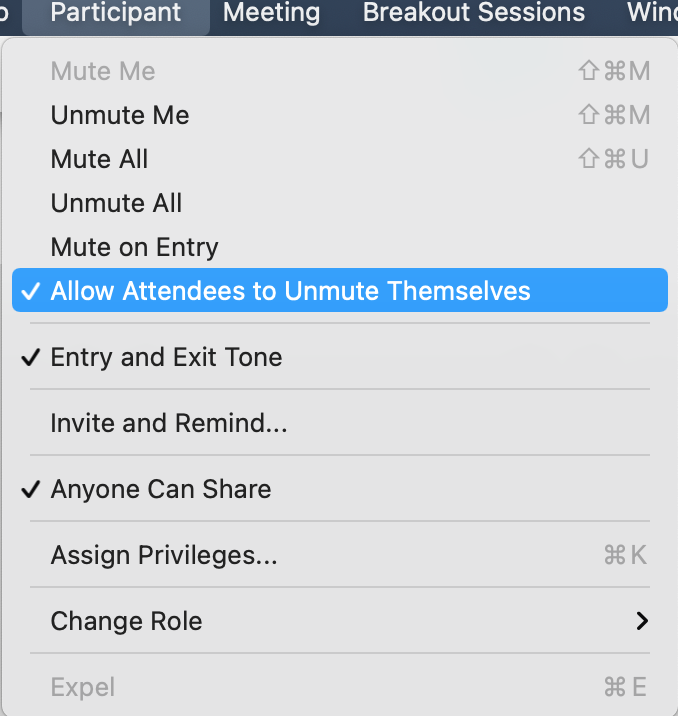 Participant Meeting Breakout Sessions
Mute Me ⇧⌘M
Unmute Me ⇧⌘M
Mute All ⇧⌘U
Unmute All
Mute on Entry
✓ Allow Attendees to Unmute Themselves
✓ Entry and Exit Tone
Invite and Remind...
✓ Anyone Can Share
Assign Privileges... ⌘K
Change Role >
Expel ⌘E